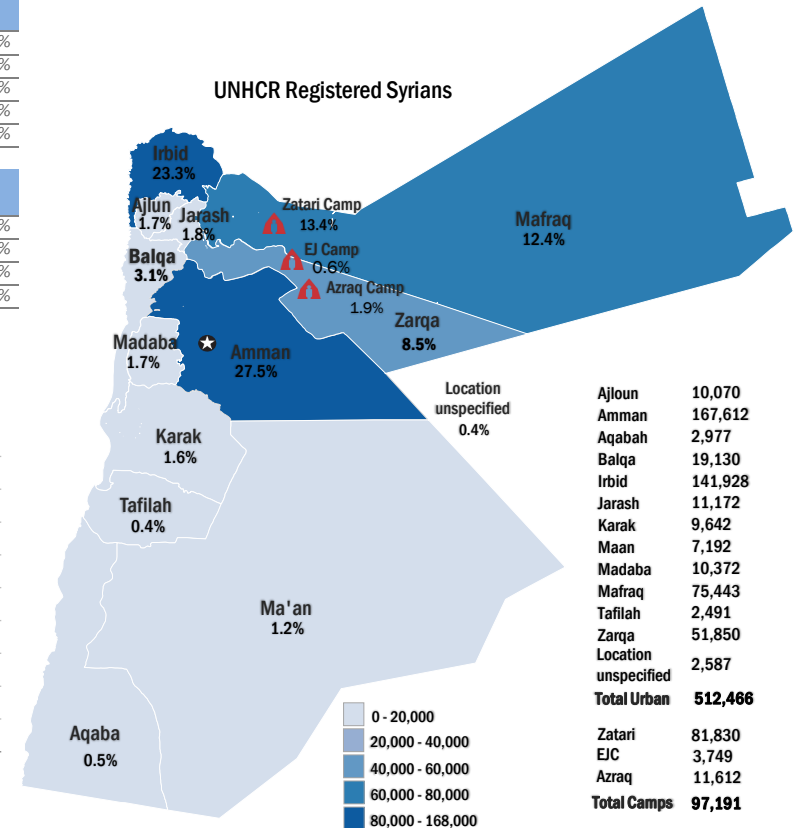 %
%
%
%
%
%
%
%
%
UNHCR Registered Syrians
Irbid
23.3%
Ajlun
1.7%
Jarash
1.8%
Zatari Camp
13.4%
Mafraq
12.4%
EJ Camp
0.6%
Balqa
3.1%
Azraq Camp
1.9%
Zarqa
8.5%
Madaba
1.7%
Amman
27.5%
Location
unspecified
0.4%
Karak
1.6%
Tafilah
0.4%
Ma'an
1.2%
Aqaba
0.5%
0 - 20,000
20,000 - 40,000
40,000 - 60,000
60,000 - 80,000
80,000 - 168,000
Ajloun 10,070
Amman 167,612
Aqabah 2,977
Balqa 19,130
Irbid 141,928
Jarash 11,172
Karak 9,642
Maan 7,192
Madaba 10,372
Mafraq 75,443
Tafilah 2,491
Zarqa 51,850
Location
unspecified 2,587
Total Urban 512,466
Zatari 81,830
EJC 3,749
Azraq 11,612
Total Camps 97,191